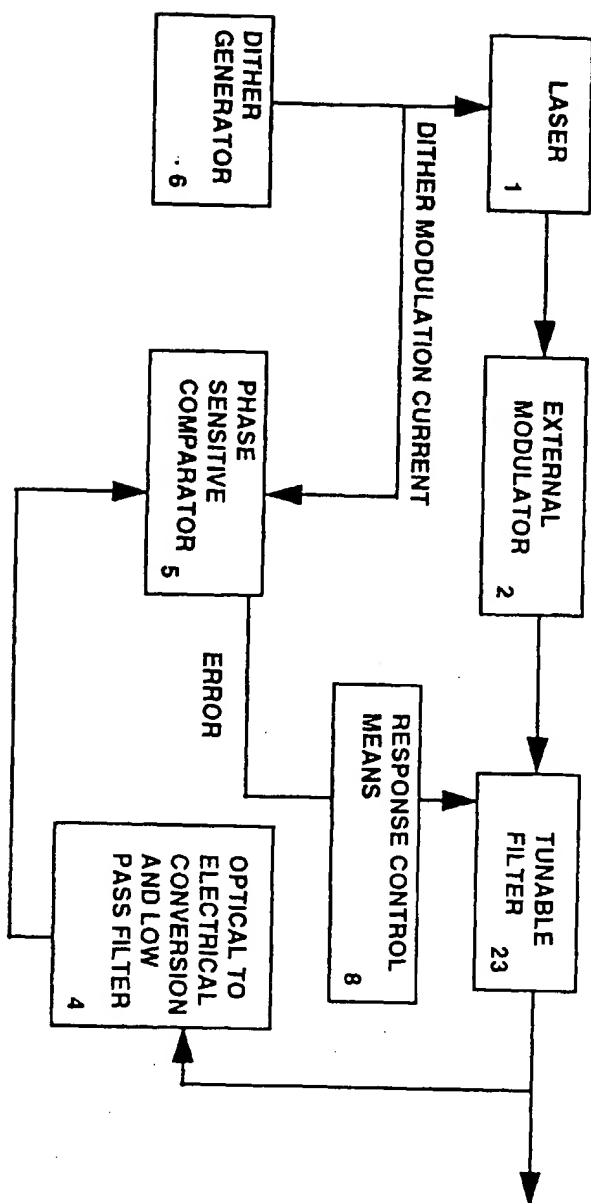 LASER
1
EXTERNAL
MODULATOR
2
TUNABLE
FILTER
23
DITHER MODULATION CURRENT
RESPONSE CONTROL
MEANS
8
DITHER
GENERATOR
6
PHASE
SENSITIVE
COMPARATOR
5
ERROR
OPTICAL TO
ELECTRICAL
CONVERSION
AND LOW
PASS FILTER
4